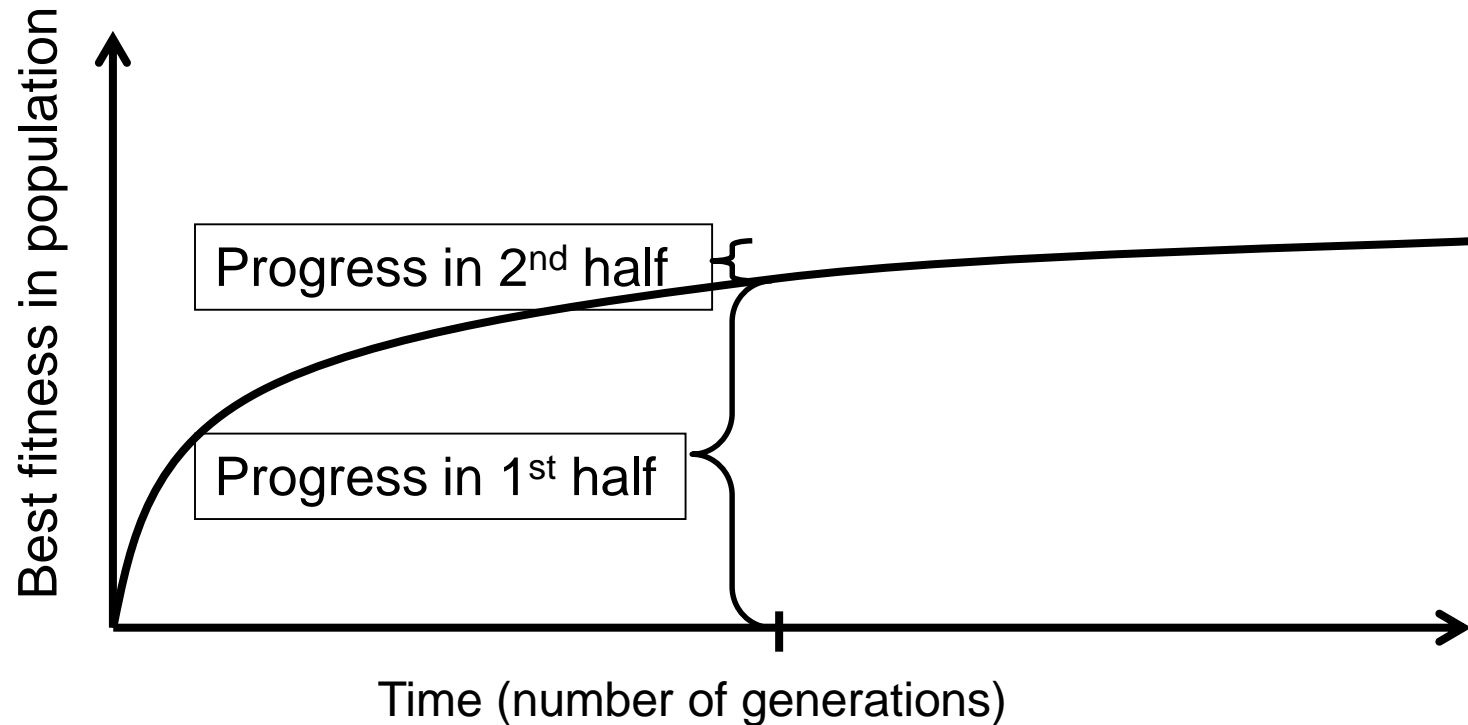 Best fitness in population
Progress in 2nd half
Progress in 1st half
Time (number of generations)